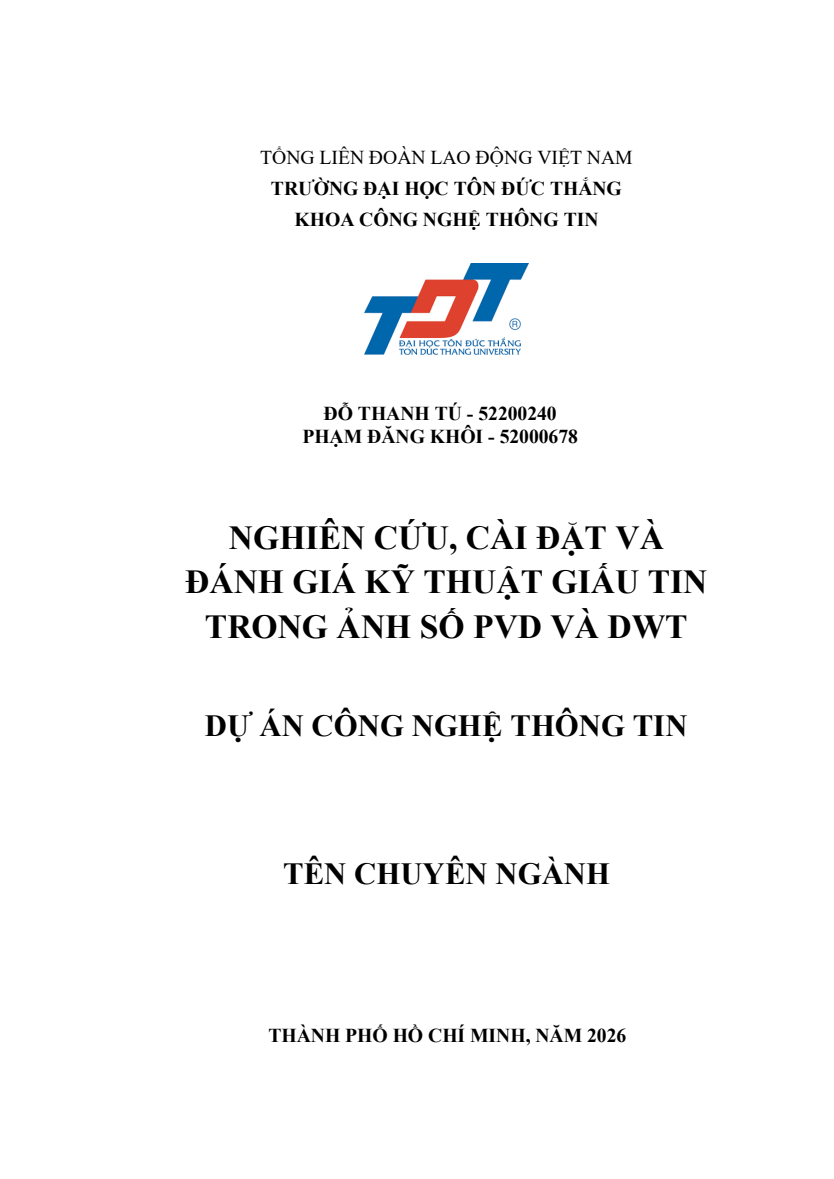 TỔNG LIÊN ĐOÀN LAO ĐỘNG VIỆT NAM
TRƯỜNG ĐẠI HỌC TÔN ĐỨC THẮNG
KHOA CÔNG NGHỆ THÔNG TIN
TDT ®
ĐẠI HỌC TÔN ĐỨC THẮNG
TON DUC THANG UNIVERSITY
ĐỖ THANH TÚ - 52200240
PHẠM ĐĂNG KHÔI - 52000678
NGHIÊN CỨU, CÀI ĐẶT VÀ
ĐÁNH GIÁ KỸ THUẬT GIẤU TIN
TRONG ẢNH SỐ PVD VÀ DWT
DỰ ÁN CÔNG NGHỆ THÔNG TIN
TÊN CHUYÊN NGÀNH
THÀNH PHỐ HỒ CHÍ MINH, NĂM 2026